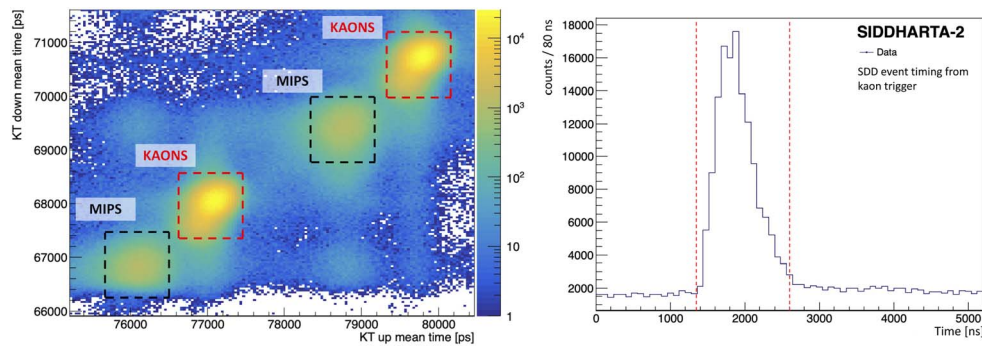 KT down mean time [ps]
71000
70000
69000
68000
67000
66000
KAONS
MIPS
KAONS
MIPS
76000 77000 78000 79000 80000
KT up mean time [ps]
10⁴
10³
10²
10
1
counts / 80 ns
18000
16000
14000
12000
10000
8000
6000
4000
2000
SIDDHARTA-2
Data
SDD event timing from
kaon trigger
0 1000 2000 3000 4000 5000
Time [ns]